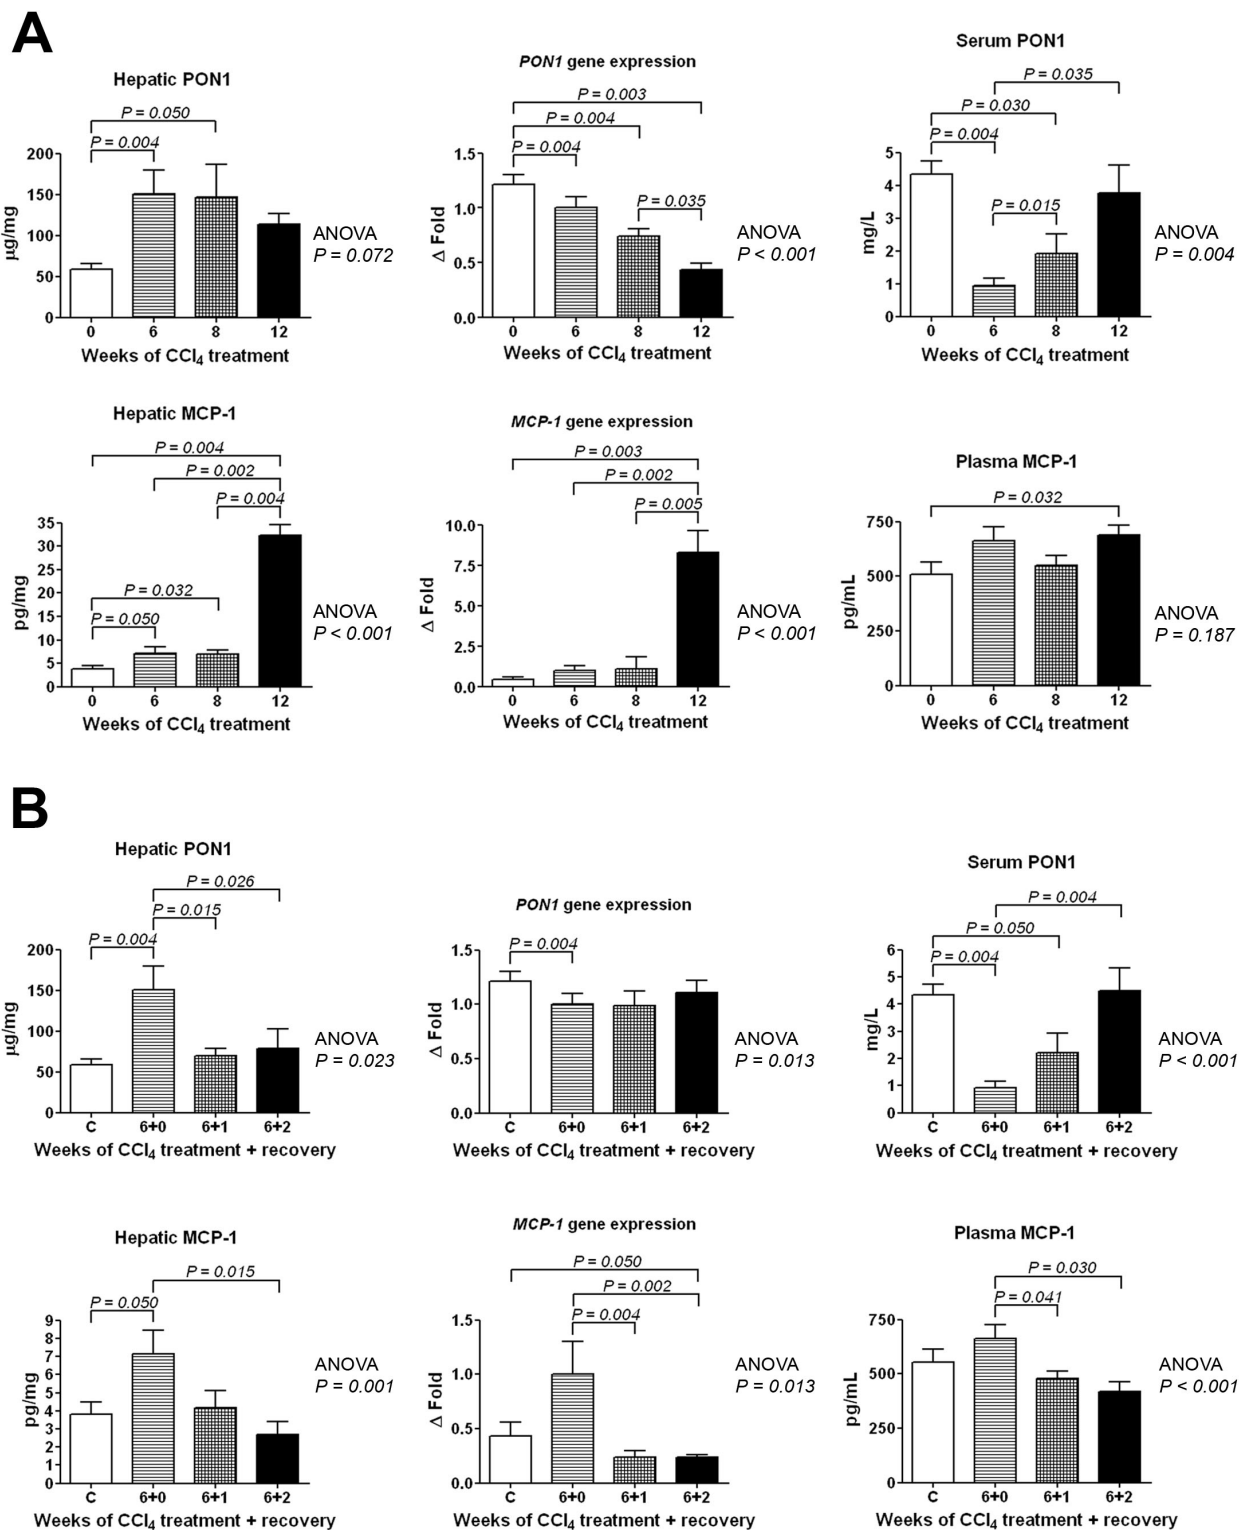 A
Hepatic PON1
P = 0.050
P = 0.004
200
150
100
50
0
µg/mg
0 6 8 12
Weeks of CCl4 treatment
ANOVA
P = 0.072
PON1 gene expression
P = 0.003
P = 0.004
P = 0.004
P = 0.035
1.5
1.0
0.5
0.0
Δ Fold
0 6 8 12
Weeks of CCl4 treatment
ANOVA
P < 0.001
Serum PON1
P = 0.035
P = 0.030
P = 0.004
P = 0.015
5
4
3
2
1
0
mg/L
0 6 8 12
Weeks of CCl4 treatment
ANOVA
P = 0.004
Hepatic MCP-1
P = 0.004
P = 0.002
P = 0.004
P = 0.032
P = 0.050
35
30
25
20
15
10
5
0
pg/mg
0 6 8 12
Weeks of CCl4 treatment
ANOVA
P < 0.001
MCP-1 gene expression
P = 0.003
P = 0.002
P = 0.005
10.0
7.5
5.0
2.5
0.0
Δ Fold
0 6 8 12
Weeks of CCl4 treatment
ANOVA
P < 0.001
Plasma MCP-1
P = 0.032
750
500
250
0
pg/mL
0 6 8 12
Weeks of CCl4 treatment
ANOVA
P = 0.187
B
Hepatic PON1
P = 0.026
P = 0.015
P = 0.004
200
150
100
50
0
µg/mg
C 6+0 6+1 6+2
Weeks of CCl4 treatment + recovery
ANOVA
P = 0.023
PON1 gene expression
P = 0.004
1.5
1.0
0.5
0.0
Δ Fold
C 6+0 6+1 6+2
Weeks of CCl4 treatment + recovery
ANOVA
P = 0.013
Serum PON1
P = 0.004
P = 0.050
P = 0.004
6
5
4
3
2
1
0
mg/L
C 6+0 6+1 6+2
Weeks of CCl4 treatment + recovery
ANOVA
P < 0.001
Hepatic MCP-1
P = 0.015
P = 0.050
9
8
7
6
5
4
3
2
1
0
pg/mg
C 6+0 6+1 6+2
Weeks of CCl4 treatment + recovery
ANOVA
P = 0.001
MCP-1 gene expression
P = 0.050
P = 0.002
P = 0.004
1.5
1.0
0.5
0.0
Δ Fold
C 6+0 6+1 6+2
Weeks of CCl4 treatment + recovery
ANOVA
P = 0.013
Plasma MCP-1
P = 0.030
P = 0.041
750
500
250
0
pg/mL
C 6+0 6+1 6+2
Weeks of CCl4 treatment + recovery
ANOVA
P < 0.001